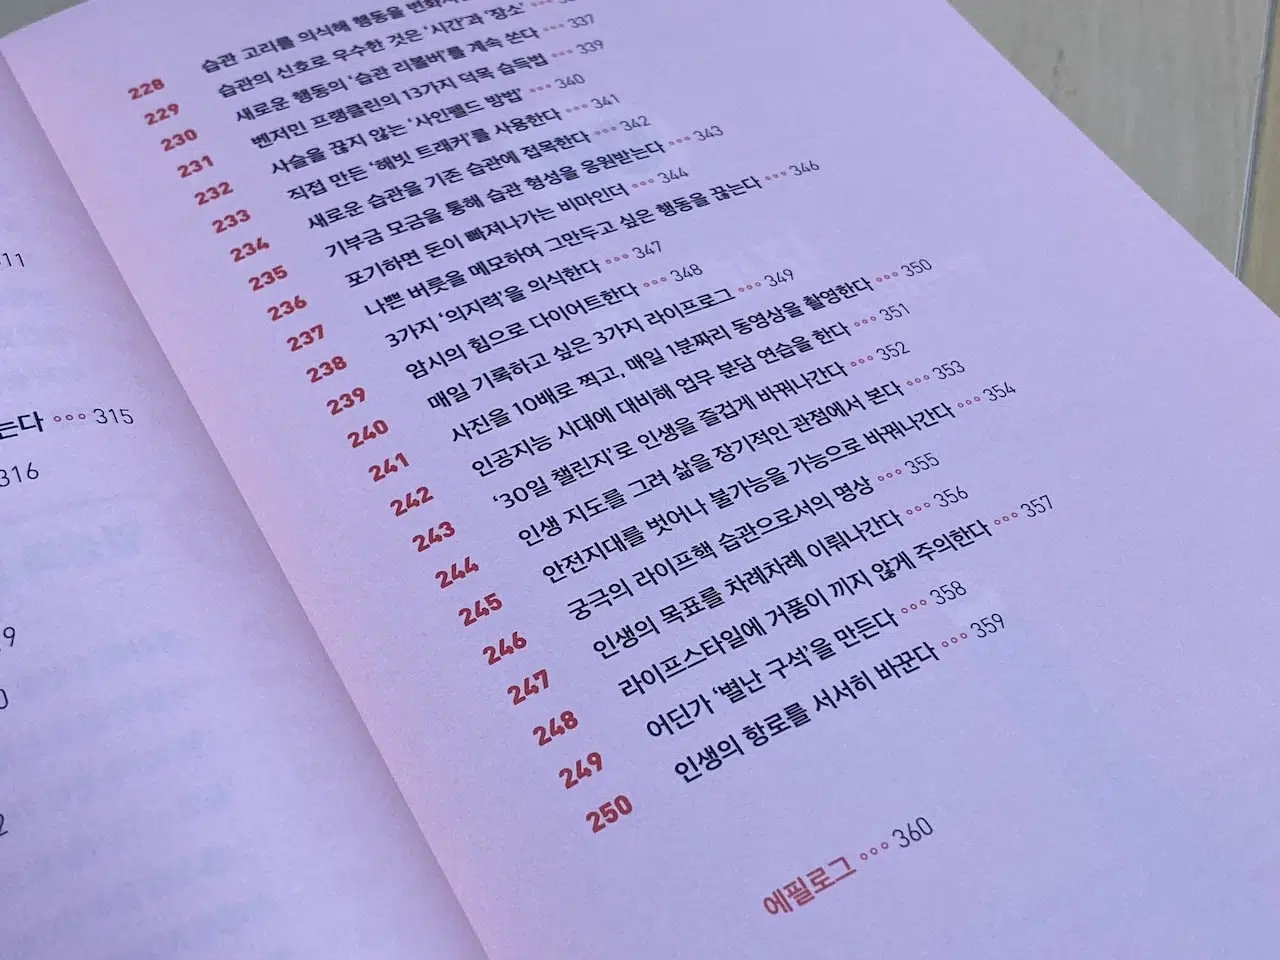 311
는다 ∘∘∘ 315
316
228 습관 고리를 의식해 행동을
229 습관의 신호로 우수한 것은 ‘시간’과 ‘장소’ ∘∘∘
230 새로운 행동의 ‘습관 리볼버’를 계속 쓴다 ∘∘∘ 337
231 벤저민 프랭클린의 13가지 덕목 습득법 ∘∘∘ 339
232 사슬을 끊지 않는 ‘사인펠드 방법’ ∘∘∘ 340
233 직접 만든 ‘해빗 트래커’를 사용한다 ∘∘∘ 341
234 새로운 습관을 기존 습관에 접목한다 ∘∘∘ 342
235 기부금 모금을 통해 습관 형성을 응원받는다 ∘∘∘ 343
236 포기하면 돈이 빠져나가는 비마인더 ∘∘∘ 344
237 나쁜 버릇을 메모하여 그만두고 싶은 행동을 끊는다 ∘∘∘ 346
238 3가지 ‘의지력’을 의식한다 ∘∘∘ 347
239 암시의 힘으로 다이어트한다 ∘∘∘ 348
240 매일 기록하고 싶은 3가지 라이프로그 ∘∘∘ 349
241 사진을 10배로 찍고, 매일 1분짜리 동영상을 촬영한다 ∘∘∘ 350
242 인공지능 시대에 대비해 업무 분담 연습을 한다 ∘∘∘ 351
243 ‘30일 챌린지’로 인생을 즐겁게 바꿔나간다 ∘∘∘ 352
244 인생 지도를 그려 삶을 장기적인 관점에서 본다 ∘∘∘ 353
245 안전지대를 벗어나 불가능을 가능으로 바꿔나간다 ∘∘∘ 354
246 궁극의 라이프핵 습관으로서의 명상 ∘∘∘ 355
247 인생의 목표를 차례차례 이뤄나간다 ∘∘∘ 356
248 라이프스타일에 거품이 끼지 않게 주의한다 ∘∘∘ 357
249 어딘가 ‘별난 구석’을 만든다 ∘∘∘ 358
250 인생의 항로를 서서히 바꾼다 ∘∘∘ 359
에필로그 ∘∘∘ 360